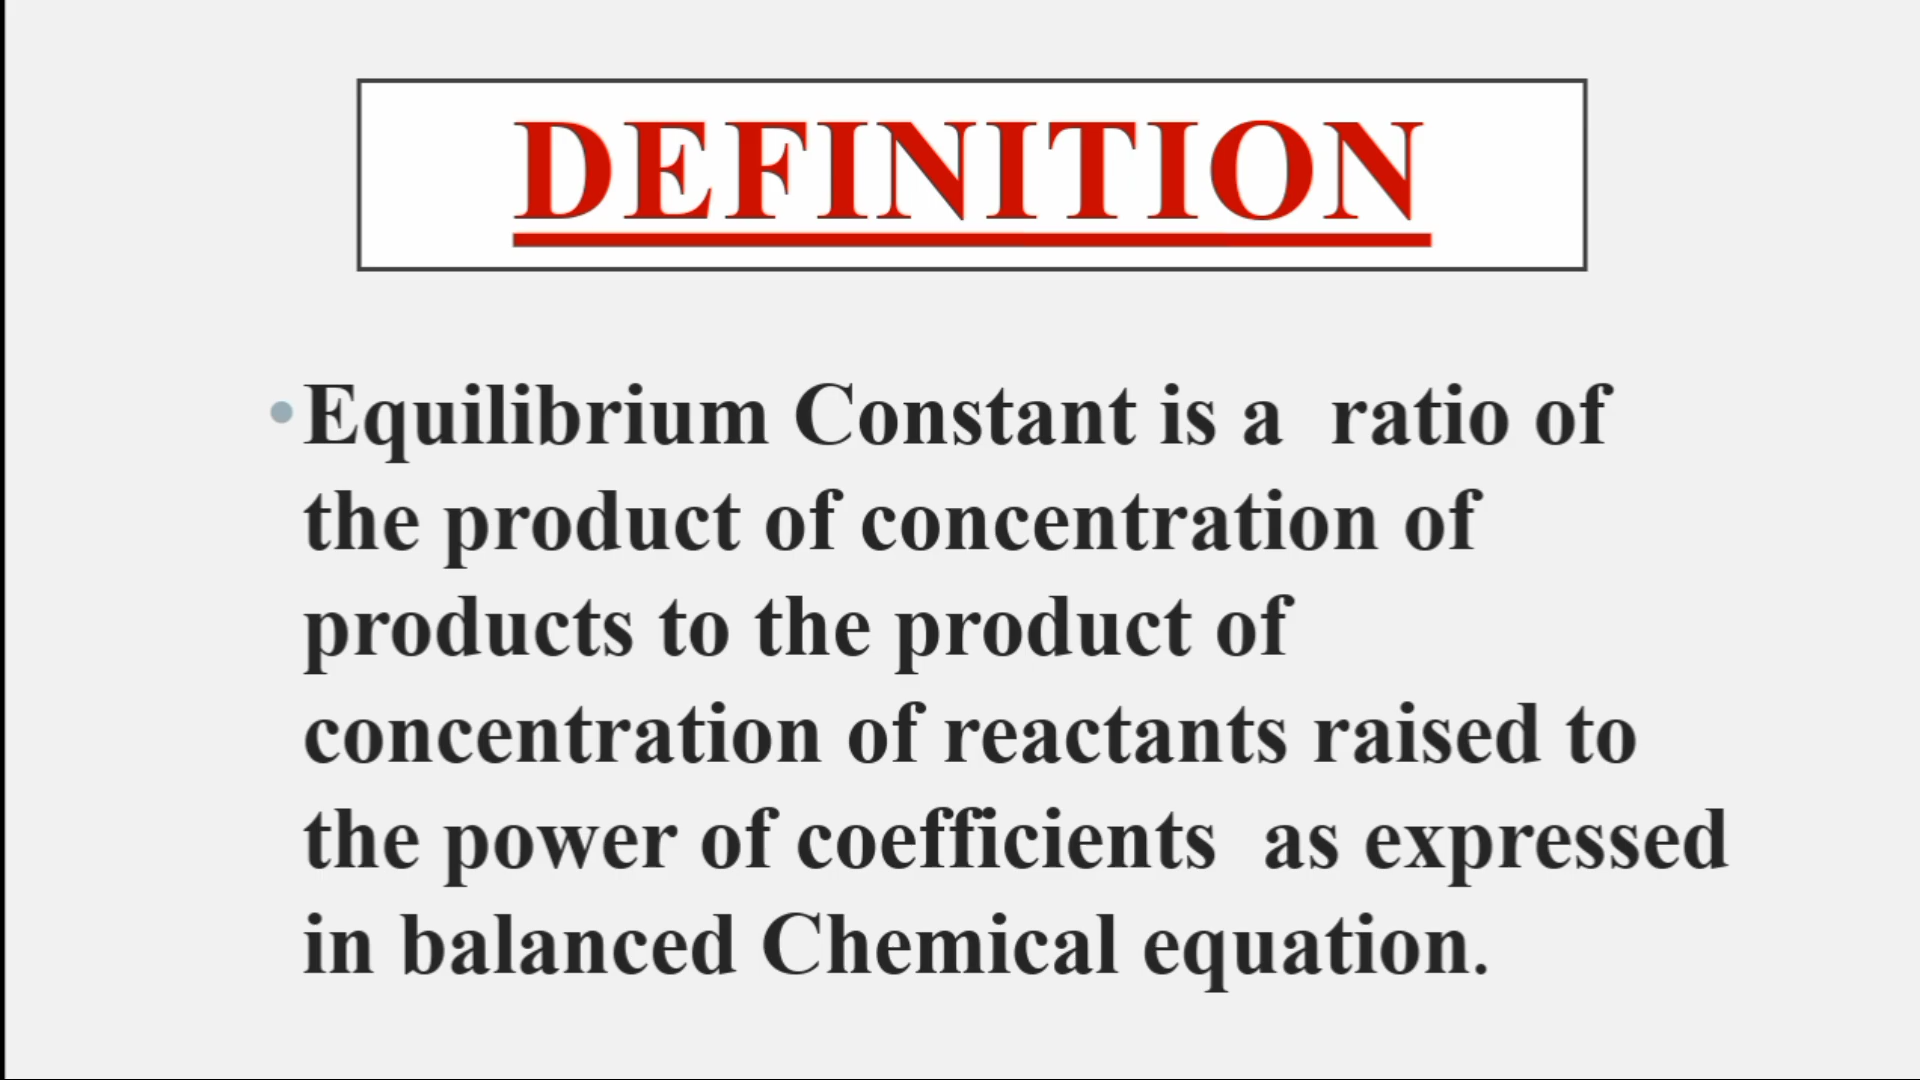 DEFINITION
•Equilibrium Constant is a  ratio of
the product of concentration of
products to the product of
concentration of reactants raised to
the power of coefficients  as expressed
in balanced Chemical equation.